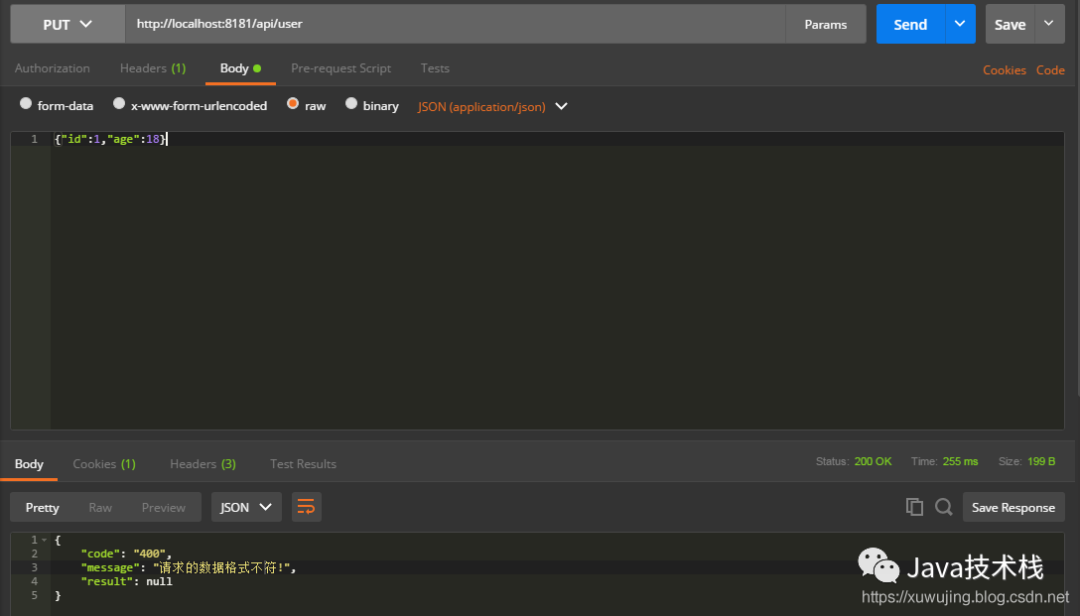 PUT http://localhost:8181/api/user Params Send Save
Authorization Headers (1) Body Pre-request Script Tests Cookies Code
form-data x-www-form-urlencoded raw binary JSON (application/json)
1 {"id":1,"age":18}
Body Cookies (1) Headers (3) Test Results Status: 200 OK Time: 255 ms Size: 199 B
Pretty Raw Preview JSON Save Response
1 {
2 "code": "400",
3 "message": "请求的数据格式不符!",
4 "result": null
5 }
Java技术栈
https://xuwujing.blog.csdn.net